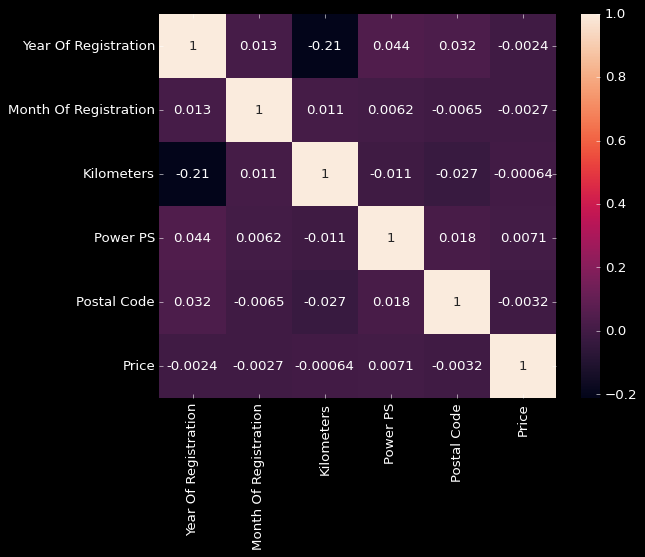 Year Of Registration 1 0.013 -0.21 0.044 0.032 -0.0024
Month Of Registration 0.013 1 0.011 0.0062 -0.0065 -0.0027
Kilometers -0.21 0.011 1 -0.011 -0.027 -0.00064
Power PS 0.044 0.0062 -0.011 1 0.018 0.0071
Postal Code 0.032 -0.0065 -0.027 0.018 1 -0.0032
Price -0.0024 -0.0027 -0.00064 0.0071 -0.0032 1
Year Of Registration
Month Of Registration
Kilometers
Power PS
Postal Code
Price
1.0
0.8
0.6
0.4
0.2
0.0
−0.2